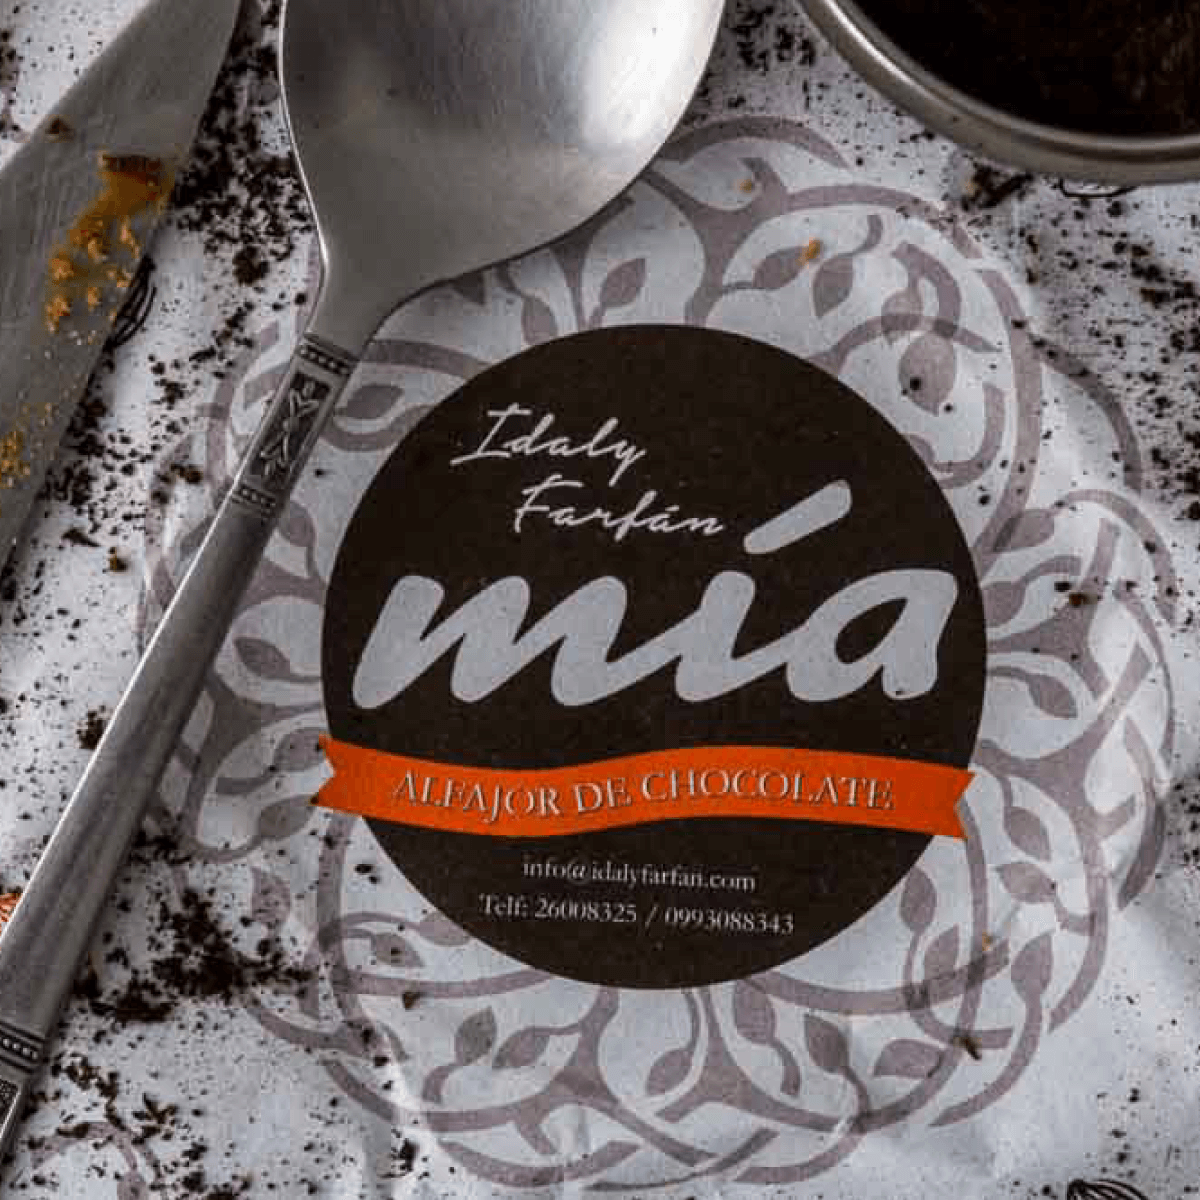 Idaly
Farfán
mía
ALFAJOR DE CHOCOLATE
info@idalyfarfan.com
Telf: 26008325 / 0993088343